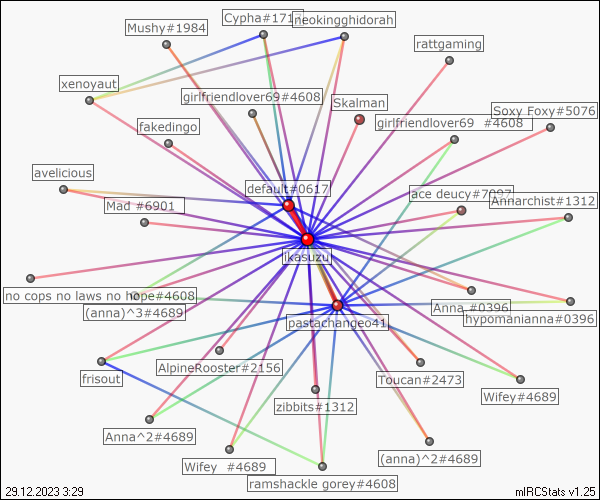 Mushy#1984
Cypha#171
neokingghidorah
rattgaming
xenoyaut
girlfriendlover69#4608
Skalman
girlfriendlover69 #4608
Soxy Foxy#5076
fakedingo
avelicious
default#0617
ace deucy#7097
Annarchist#1312
Mad #6901
ikasuzu
no cops no laws no hope#4608
(anna)^3#4689
pastachangeo41
Anna #0396
hypomanianna#0396
frisout
AlpineRooster#2156
Toucan#2473
Wifey#4689
zibbits#1312
Anna^2#4689
Wifey #4689
(anna)^2#4689
ramshackle gorey#4608
29.12.2023 3:29
mIRCStats v1.25